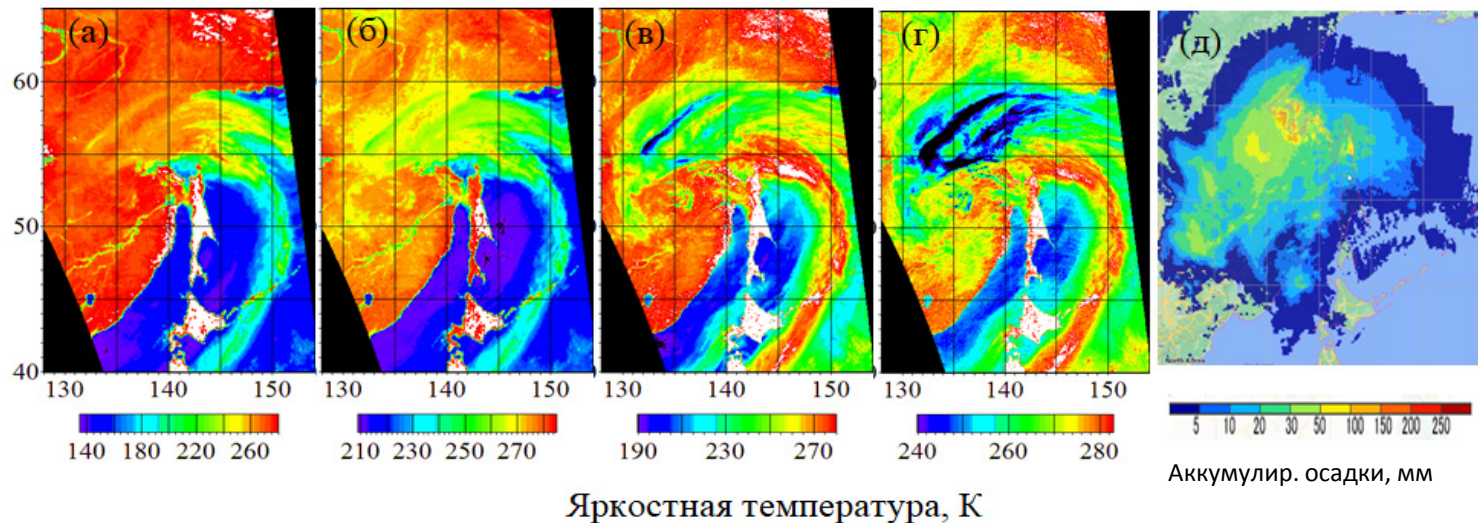 (а) (б) (в) (г) (д)
60
50
40
130 140 150 130 140 150 130 140 150 130 140 150
North Korea
140 180 220 260 210 230 250 270 190 230 270 240 260 280
5 10 20 30 50 100 150 200 250
Аккумулир. осадки, мм
Яркостная температура, К